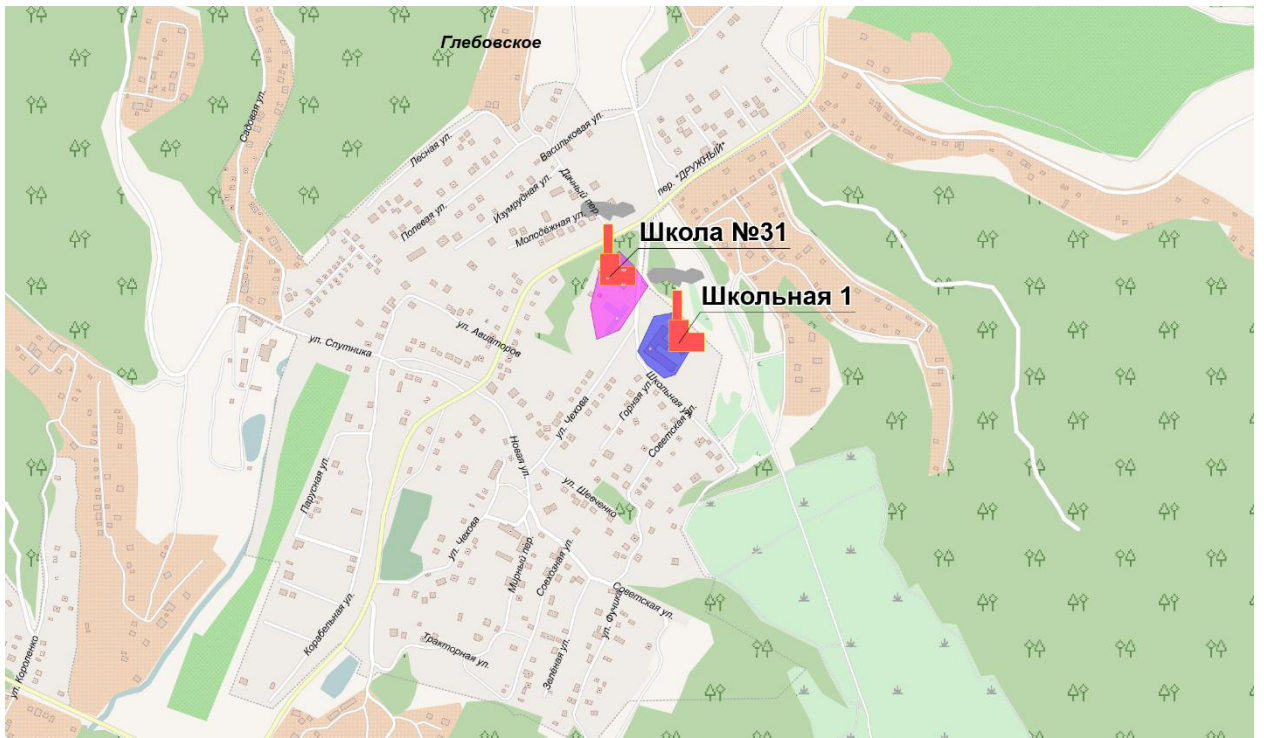 Глебовское
Садовая ул.
Лесная ул.
Васильковая ул.
пер. "ДРУЖНЫЙ"
Дачный пер.
Изумрудная ул.
Полевая ул.
Молодёжная ул.
Школа №31
Школьная 1
ул. Авиаторов
ул. Спутника
Школьная ул.
Горная ул.
ул. Чехова
Советская ул.
Новая ул.
Парусная ул.
ул. Шевченко
ул. Чехова
Мирный пер.
Совхозная ул.
Советская ул.
ул. Фучика
Корабельная ул.
Тракторная ул.
Зелёная ул.
ул. Короленко